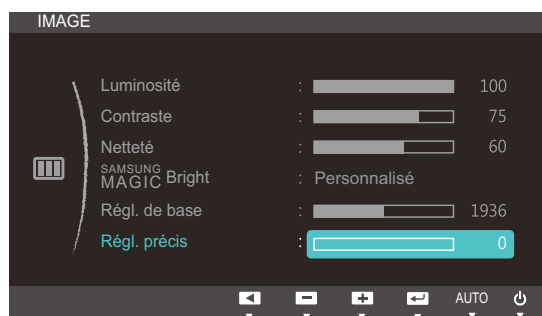 IMAGE
Luminosité : 100
Contraste : 75
Netteté : 60
SAMSUNG MAGIC Bright : Personnalisé
Régl. de base : 1936
Régl. précis : 0
AUTO